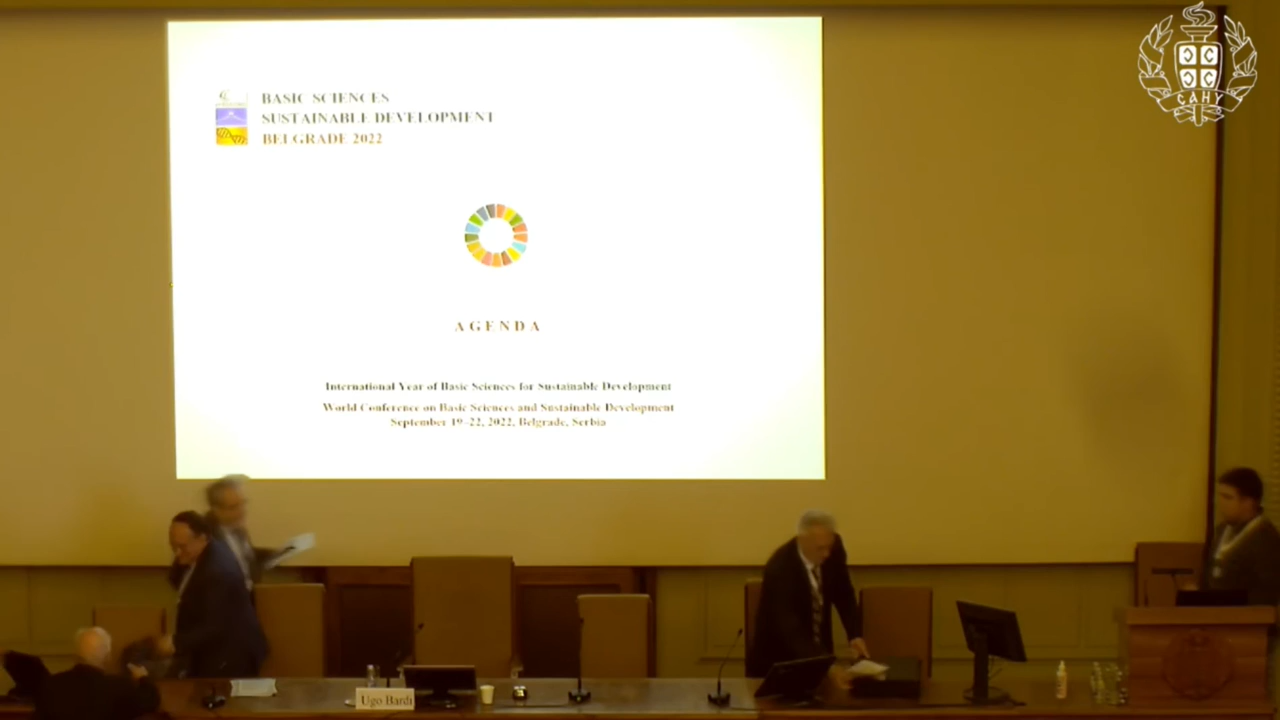 BASIC SCIENCES
SUSTAINABLE DEVELOPMENT
BELGRADE 2022
AGENDA
International Year of Basic Sciences for Sustainable Development
World Conference on Basic Sciences and Sustainable Development
September 19–22, 2022, Belgrade, Serbia
Ugo Bardi
САНУ